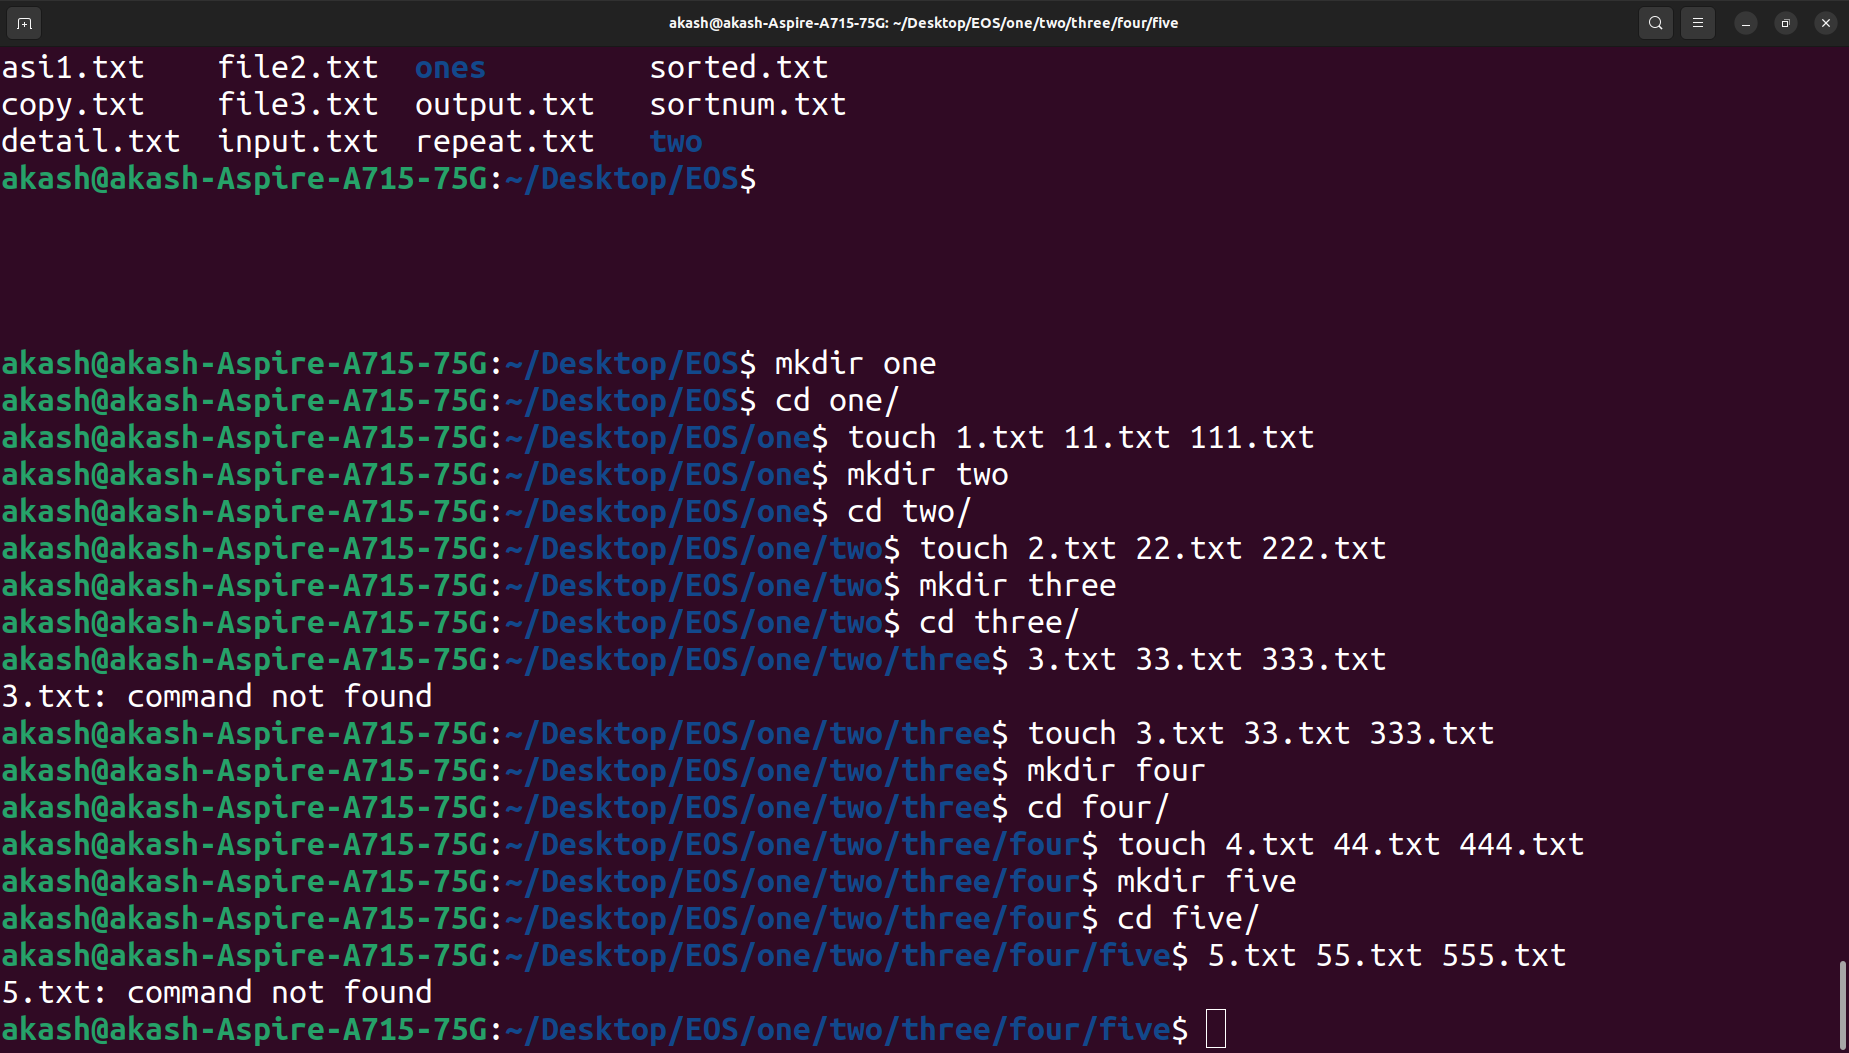 akash@akash-Aspire-A715-75G: ~/Desktop/EOS/one/two/three/four/five
asi1.txt file2.txt ones sorted.txt
copy.txt file3.txt output.txt sortnum.txt
detail.txt input.txt repeat.txt two
akash@akash-Aspire-A715-75G:~/Desktop/EOS$
akash@akash-Aspire-A715-75G:~/Desktop/EOS$ mkdir one
akash@akash-Aspire-A715-75G:~/Desktop/EOS$ cd one/
akash@akash-Aspire-A715-75G:~/Desktop/EOS/one$ touch 1.txt 11.txt 111.txt
akash@akash-Aspire-A715-75G:~/Desktop/EOS/one$ mkdir two
akash@akash-Aspire-A715-75G:~/Desktop/EOS/one$ cd two/
akash@akash-Aspire-A715-75G:~/Desktop/EOS/one/two$ touch 2.txt 22.txt 222.txt
akash@akash-Aspire-A715-75G:~/Desktop/EOS/one/two$ mkdir three
akash@akash-Aspire-A715-75G:~/Desktop/EOS/one/two$ cd three/
akash@akash-Aspire-A715-75G:~/Desktop/EOS/one/two/three$ 3.txt 33.txt 333.txt
3.txt: command not found
akash@akash-Aspire-A715-75G:~/Desktop/EOS/one/two/three$ touch 3.txt 33.txt 333.txt
akash@akash-Aspire-A715-75G:~/Desktop/EOS/one/two/three$ mkdir four
akash@akash-Aspire-A715-75G:~/Desktop/EOS/one/two/three$ cd four/
akash@akash-Aspire-A715-75G:~/Desktop/EOS/one/two/three/four$ touch 4.txt 44.txt 444.txt
akash@akash-Aspire-A715-75G:~/Desktop/EOS/one/two/three/four$ mkdir five
akash@akash-Aspire-A715-75G:~/Desktop/EOS/one/two/three/four$ cd five/
akash@akash-Aspire-A715-75G:~/Desktop/EOS/one/two/three/four/five$ 5.txt 55.txt 555.txt
5.txt: command not found
akash@akash-Aspire-A715-75G:~/Desktop/EOS/one/two/three/four/five$